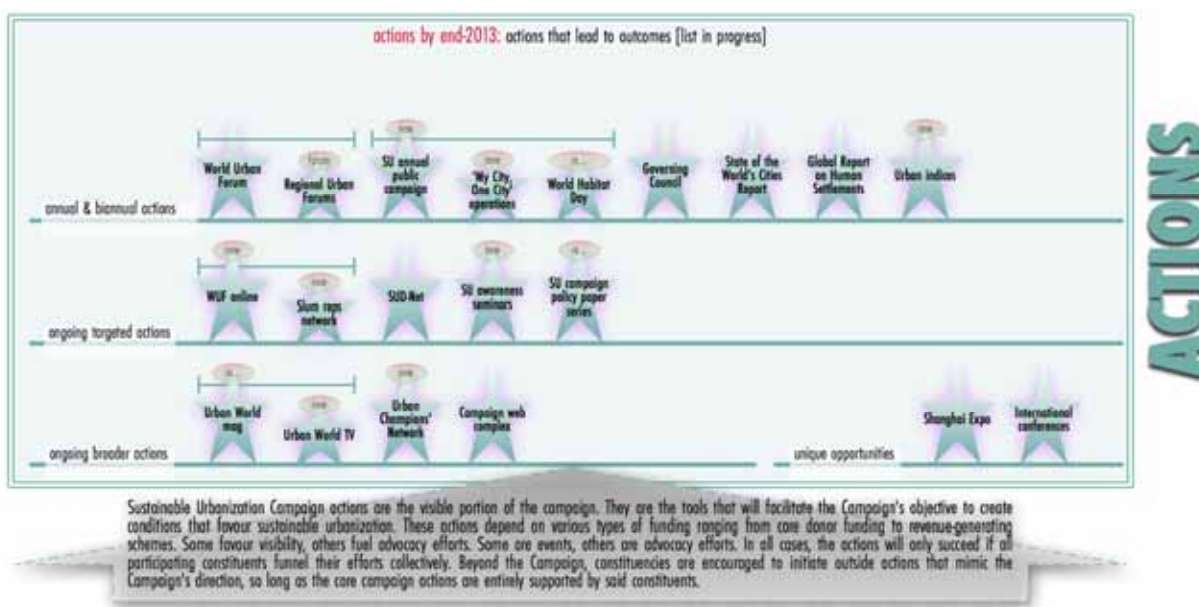 actions by end-2013: actions that lead to outcomes [list in progress]
ACTIONS
World Urban
Forum
Regional Urban
Forums
SU annual
public
campaign
'My City,
One City'
operations
World Habitat
Day
Governing
Council
State of the
World's Cities
Report
Global Report
on Human
Settlements
Urban indices
annual & biannual actions
WUF online
Slum reps
network
SUD-Net
SU awareness
seminars
SU campaign
policy paper
series
ongoing targeted actions
Urban World
mag
Urban World TV
Urban
Champions'
Network
Campaign web
complex
ongoing broader actions
unique opportunities
Shanghai Expo
International
conferences
Sustainable Urbanization Campaign actions are the visible portion of the campaign. They are the tools that will facilitate the Campaign's objective to create
conditions that favour sustainable urbanization. These actions depend on various types of funding ranging from core donor funding to revenue-generating
schemes. Some favour visibility, others fuel advocacy efforts. Some are events, others are advocacy efforts. In all cases, the actions will only succeed if all
participating constituents funnel their efforts collectively. Beyond the Campaign, constituencies are encouraged to initiate outside actions that mimic the
Campaign's direction, so long as the core campaign actions are entirely supported by said constituents.